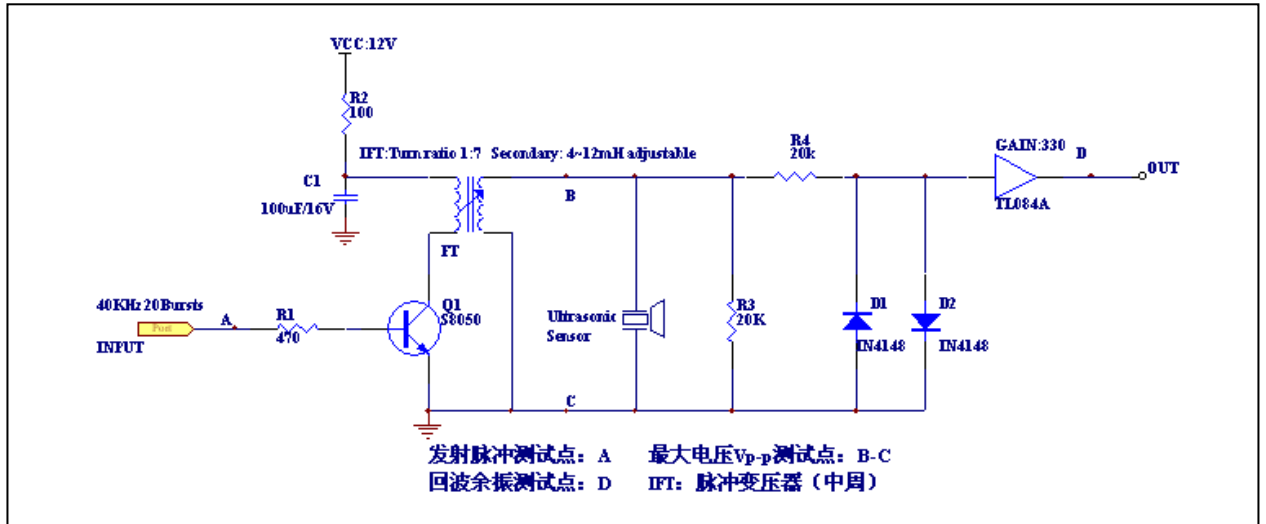 VCC:12V
R2
100
IFT:Turn ratio 1:7 Secondary: 4~12mH adjustable
R4
20k
GAIN:330
D
OUT
C1
100uF/16V
B
TL084A
FT
40KHz 20Bursts
Port
A
INPUT
R1
470
Q1
S8050
Ultrasonic
Sensor
R3
20K
D1
IN4148
D2
IN4148
C
发射脉冲测试点：A 最大电压Vp-p测试点：B-C
回波余振测试点：D IFT：脉冲变压器（中周）